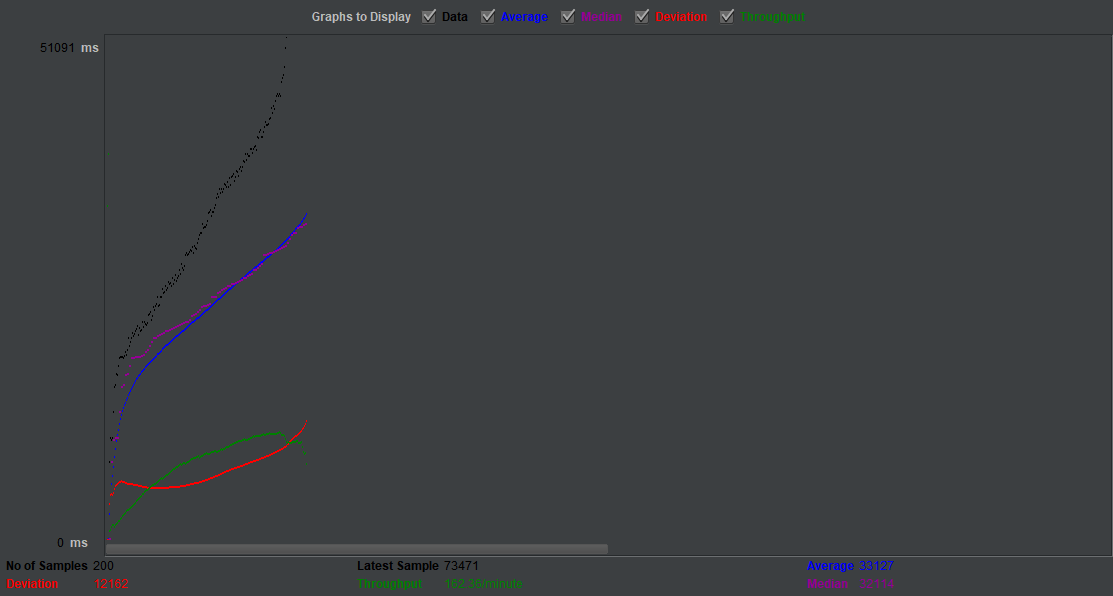 Graphs to Display Data Average Median Deviation Throughput
51091 ms
0 ms
No of Samples 200 Latest Sample 73471 Average 33127
Deviation 12162 Throughput 162.36/minute Median